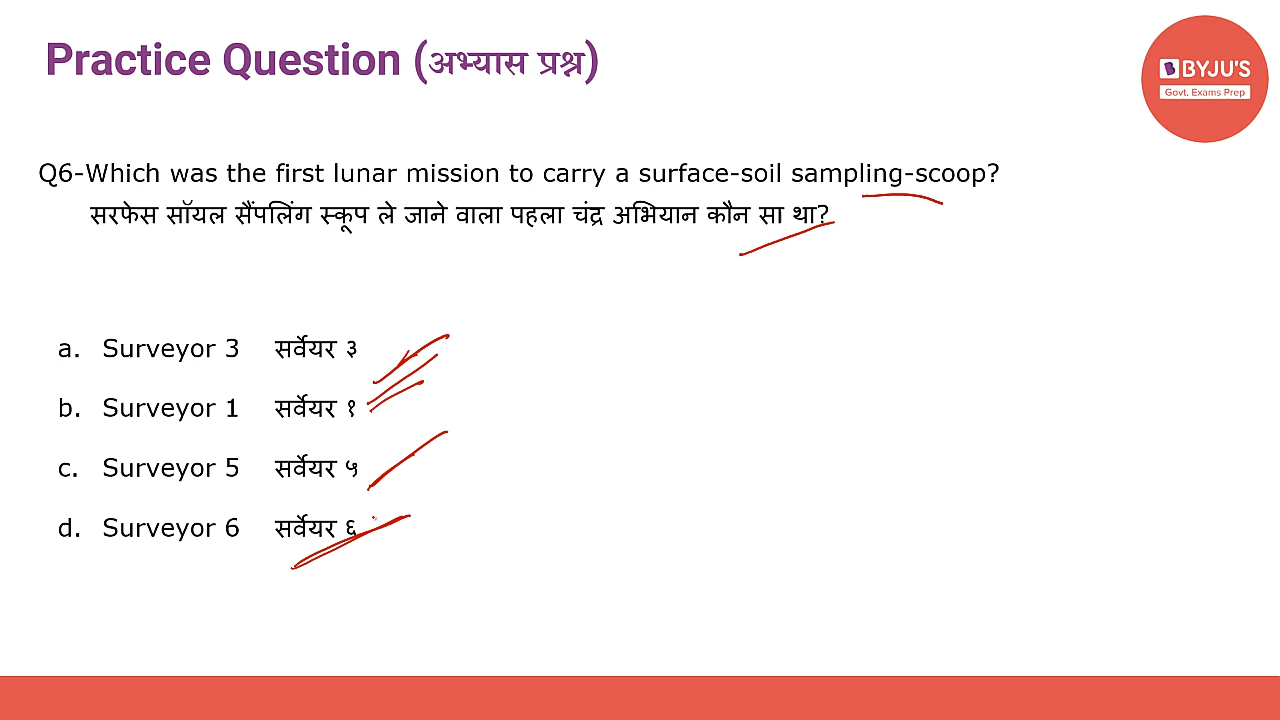 Practice Question (अभ्यास प्रश्न)
BYJU'S
Govt. Exams Prep
Q6-Which was the first lunar mission to carry a surface-soil sampling-scoop?
सरफेस सॉयल सैंपलिंग स्कूप ले जाने वाला पहला चंद्र अभियान कौन सा था?
a. Surveyor 3 सर्वेयर ३
b. Surveyor 1 सर्वेयर १
c. Surveyor 5 सर्वेयर ५
d. Surveyor 6 सर्वेयर ६